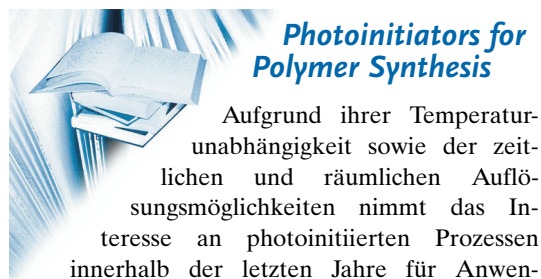 Photoinitiators for
Polymer Synthesis
Aufgrund ihrer Temperatur-
unabhängigkeit sowie der zeit-
lichen und räumlichen Auflö-
sungsmöglichkeiten nimmt das In-
teresse an photoinitiierten Prozessen
innerhalb der letzten Jahre für Anwen-